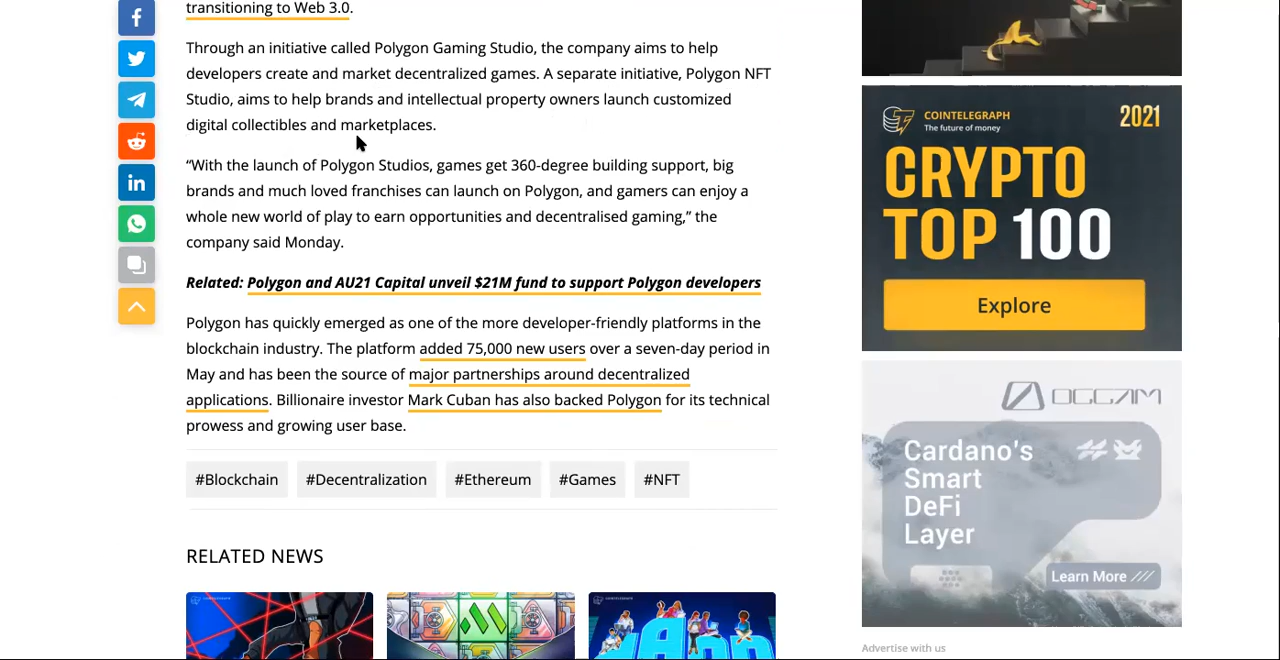 transitioning to Web 3.0.
Through an initiative called Polygon Gaming Studio, the company aims to help
developers create and market decentralized games. A separate initiative, Polygon NFT
Studio, aims to help brands and intellectual property owners launch customized
digital collectibles and marketplaces.
“With the launch of Polygon Studios, games get 360-degree building support, big
brands and much loved franchises can launch on Polygon, and gamers can enjoy a
whole new world of play to earn opportunities and decentralised gaming,” the
company said Monday.
Related: Polygon and AU21 Capital unveil $21M fund to support Polygon developers
Polygon has quickly emerged as one of the more developer-friendly platforms in the
blockchain industry. The platform added 75,000 new users over a seven-day period in
May and has been the source of major partnerships around decentralized
applications. Billionaire investor Mark Cuban has also backed Polygon for its technical
prowess and growing user base.
#Blockchain #Decentralization #Ethereum #Games #NFT
RELATED NEWS
COINTELEGRAPH
The future of money
2021
CRYPTO
TOP 100
Explore
OCCAM
Cardano's
Smart
DeFi
Layer
Learn More ///
Advertise with us